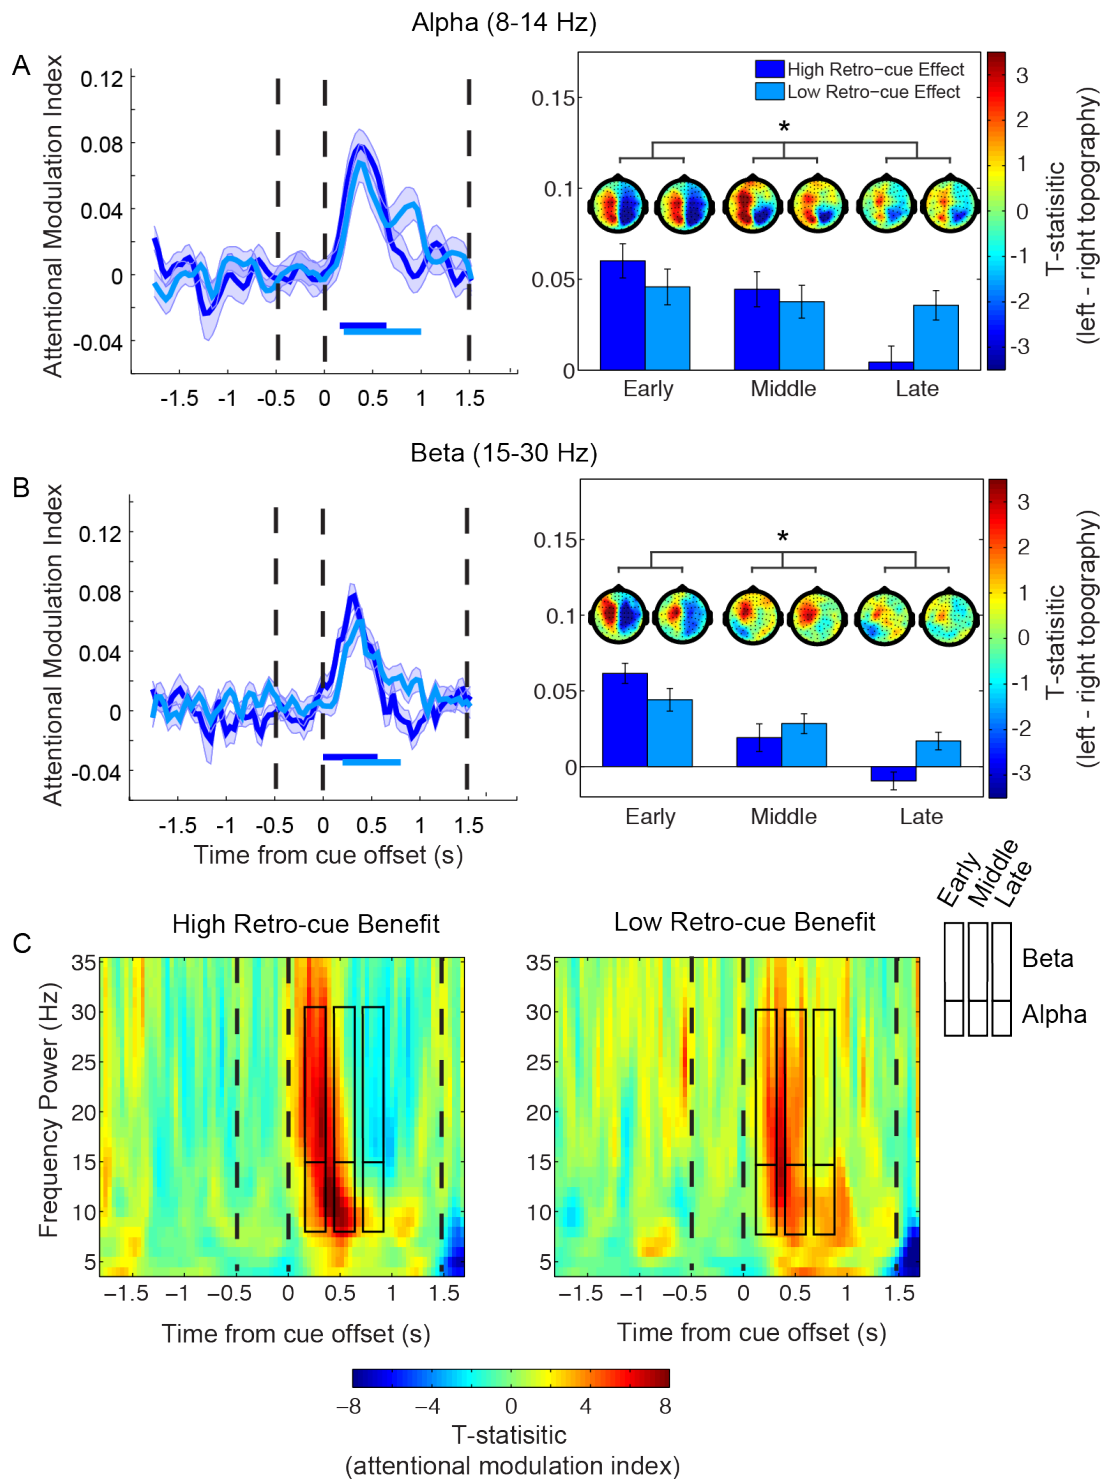 Alpha (8-14 Hz)
A
Attentional Modulation Index
0.12
0.08
0.04
0
-0.04
-1.5 -1 -0.5 0 0.5 1 1.5
High Retro-cue Effect
Low Retro-cue Effect
0.15
0.1
0.05
0
*
Early Middle Late
3
2
1
0
-1
-2
-3
T-statisitic
(left - right topography)
Beta (15-30 Hz)
B
Attentional Modulation Index
0.12
0.08
0.04
0
-0.04
-1.5 -1 -0.5 0 0.5 1 1.5
Time from cue offset (s)
0.15
0.1
0.05
0
*
Early Middle Late
3
2
1
0
-1
-2
-3
T-statisitic
(left - right topography)
Early Middle Late
Beta
Alpha
C
High Retro-cue Benefit
Frequency Power (Hz)
35
30
25
20
15
10
5
−1.5 −1 −0.5 0 0.5 1 1.5
Time from cue offset (s)
Low Retro-cue Benefit
35
30
25
20
15
10
5
−1.5 −1 −0.5 0 0.5 1 1.5
Time from cue offset (s)
−8 −4 0 4 8
T-statisitic
(attentional modulation index)